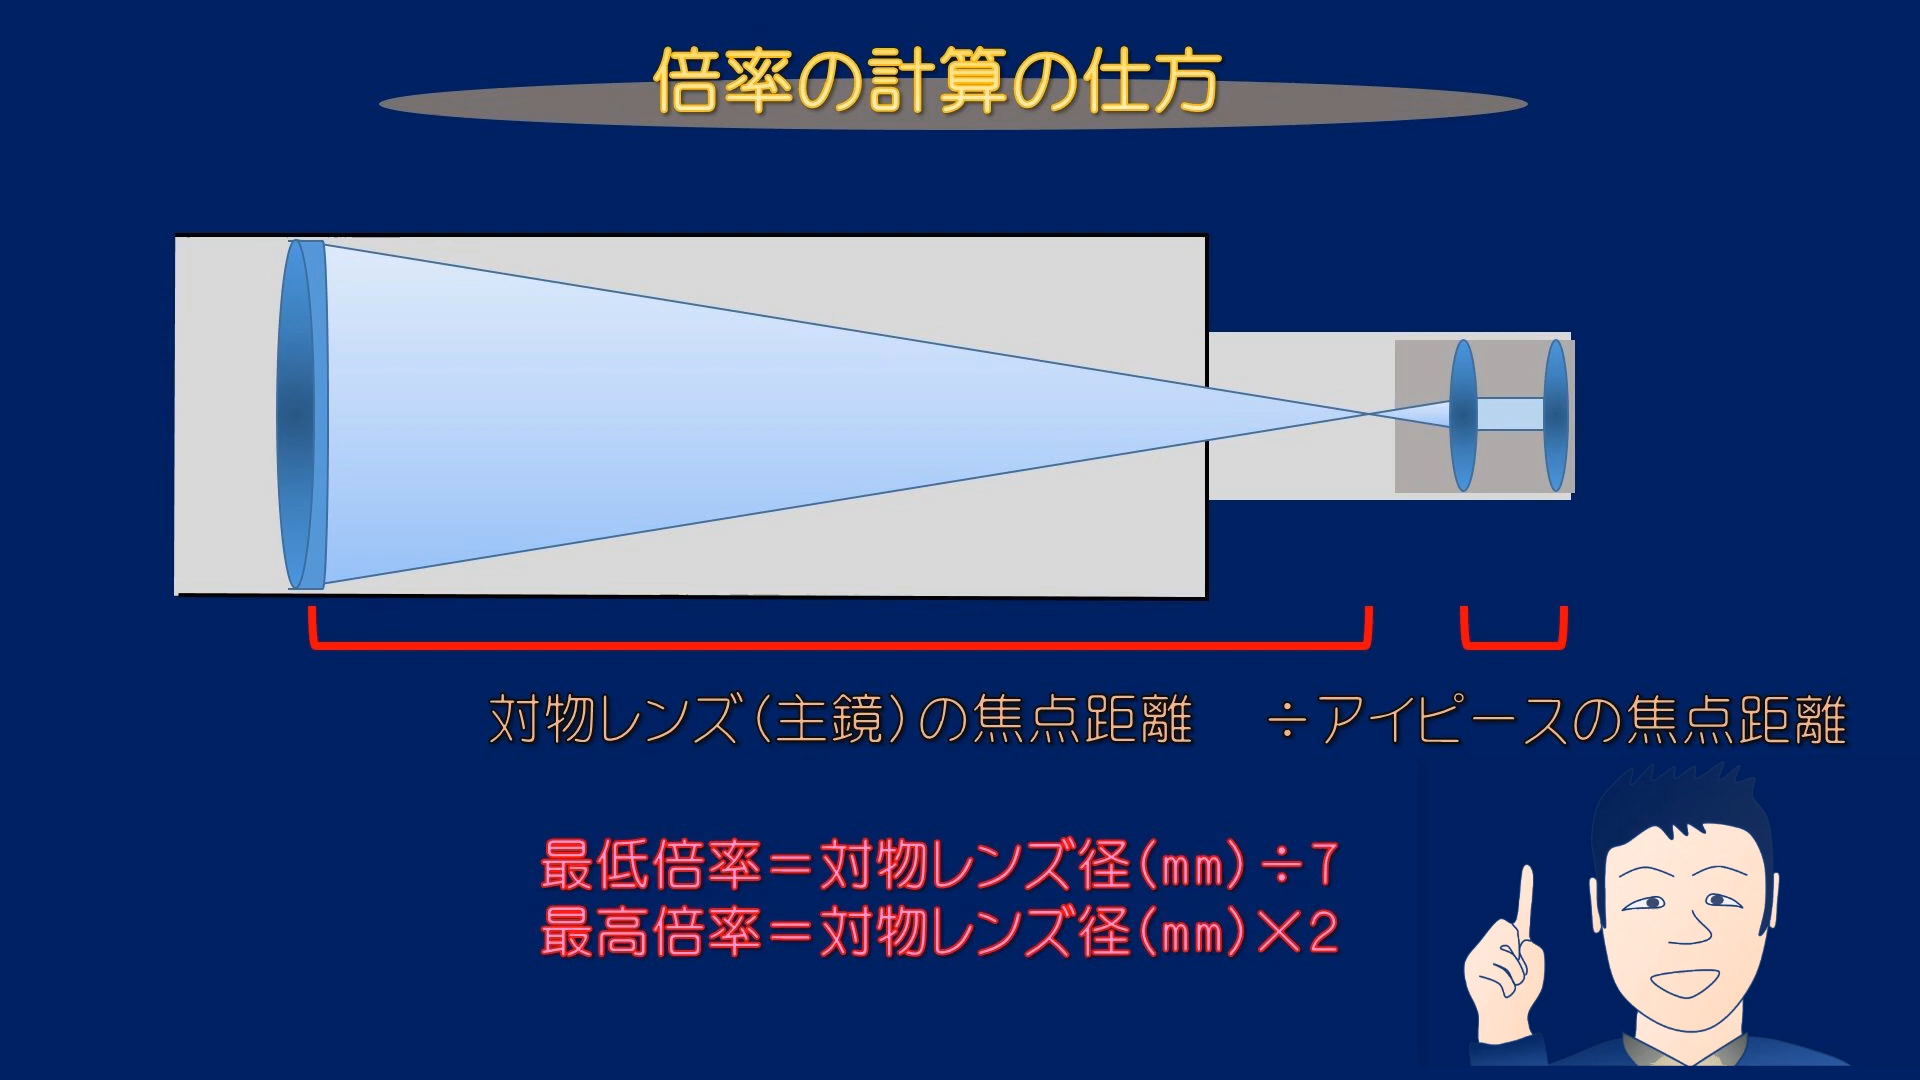 倍率の計算の仕方
対物レンズ(主鏡)の焦点距離 ÷アイピースの焦点距離
最低倍率=対物レンズ径(mm)÷7
最高倍率=対物レンズ径(mm)×2